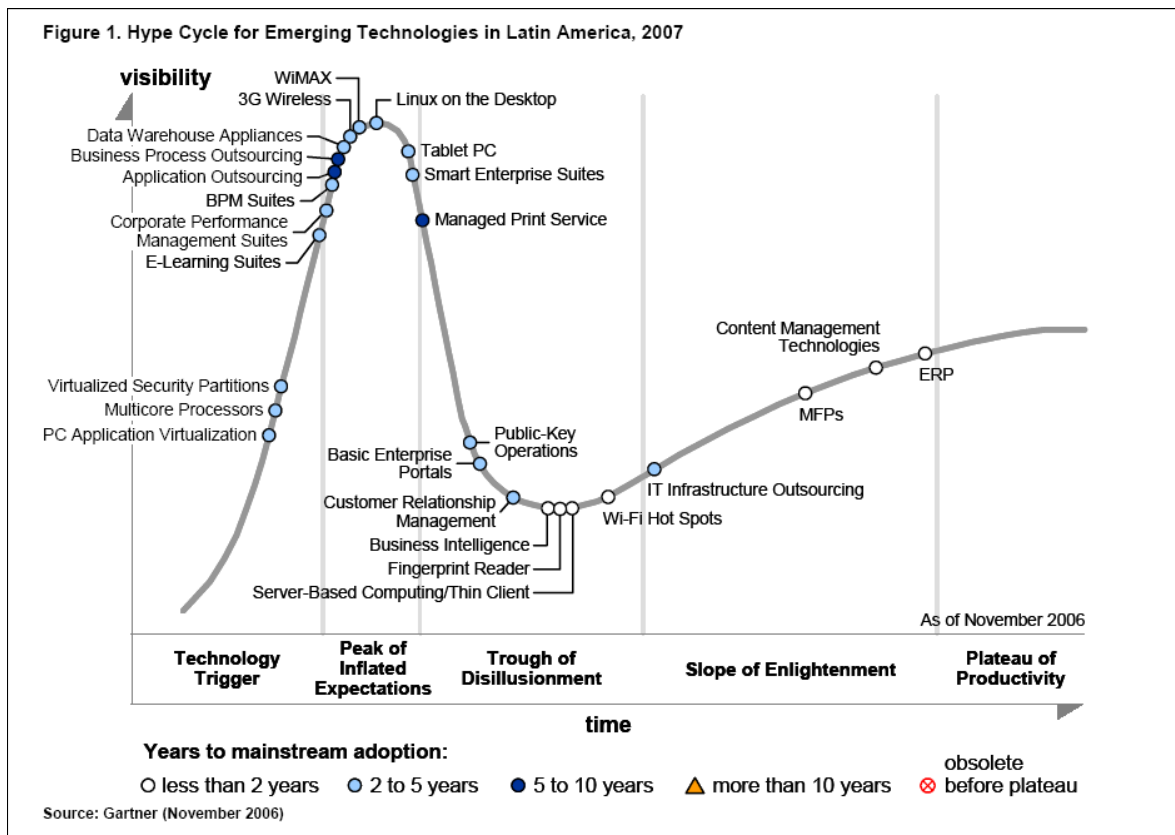 Figure 1. Hype Cycle for Emerging Technologies in Latin America, 2007
visibility
WiMAX
3G Wireless
Linux on the Desktop
Data Warehouse Appliances
Business Process Outsourcing
Application Outsourcing
BPM Suites
Corporate Performance
Management Suites
E-Learning Suites
Tablet PC
Smart Enterprise Suites
Managed Print Service
Virtualized Security Partitions
Multicore Processors
PC Application Virtualization
Public-Key
Operations
Basic Enterprise
Portals
Customer Relationship
Management
Business Intelligence
Fingerprint Reader
Server-Based Computing/Thin Client
Wi-Fi Hot Spots
IT Infrastructure Outsourcing
MFPs
Content Management
Technologies
ERP
As of November 2006
Technology
Trigger
Peak of
Inflated
Expectations
Trough of
Disillusionment
Slope of Enlightenment
Plateau of
Productivity
time
Years to mainstream adoption:
less than 2 years
2 to 5 years
5 to 10 years
more than 10 years
obsolete
before plateau
Source: Gartner (November 2006)